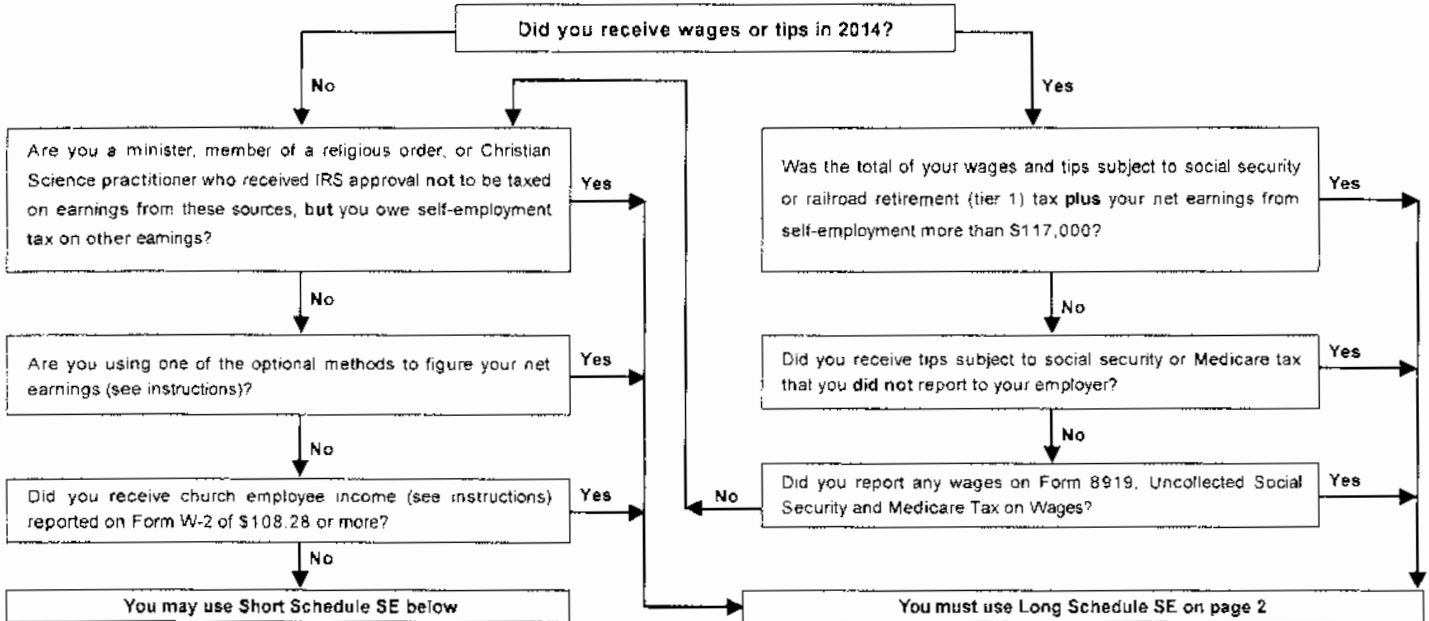 Did you receive wages or tips in 2014?
No
Yes
Are you a minister, member of a religious order, or Christian
Science practitioner who received IRS approval not to be taxed
on earnings from these sources, but you owe self-employment
tax on other earnings?
Yes
Was the total of your wages and tips subject to social security
or railroad retirement (tier 1) tax plus your net earnings from
self-employment more than $117,000?
Yes
No
No
Are you using one of the optional methods to figure your net
earnings (see instructions)?
Yes
Did you receive tips subject to social security or Medicare tax
that you did not report to your employer?
Yes
No
No
Did you receive church employee income (see instructions)
reported on Form W-2 of $108.28 or more?
Yes
No
Did you report any wages on Form 8919, Uncollected Social
Security and Medicare Tax on Wages?
Yes
No
You may use Short Schedule SE below
You must use Long Schedule SE on page 2